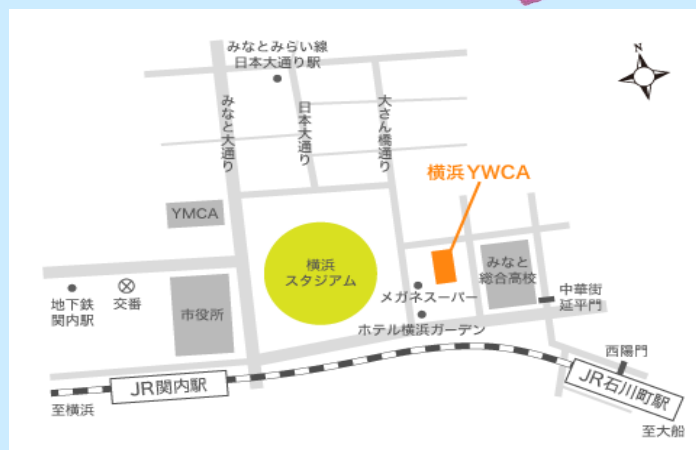 N
みなとみらい線
日本大通り駅
みなと大通り
日本大通り
大さん橋通り
横浜YWCA
YMCA
横浜
スタジアム
みなと
総合高校
地下鉄
関内駅
交番
市役所
メガネスーパー
ホテル横浜ガーデン
中華街
延平門
西陽門
JR関内駅
JR石川町駅
至横浜
至大船